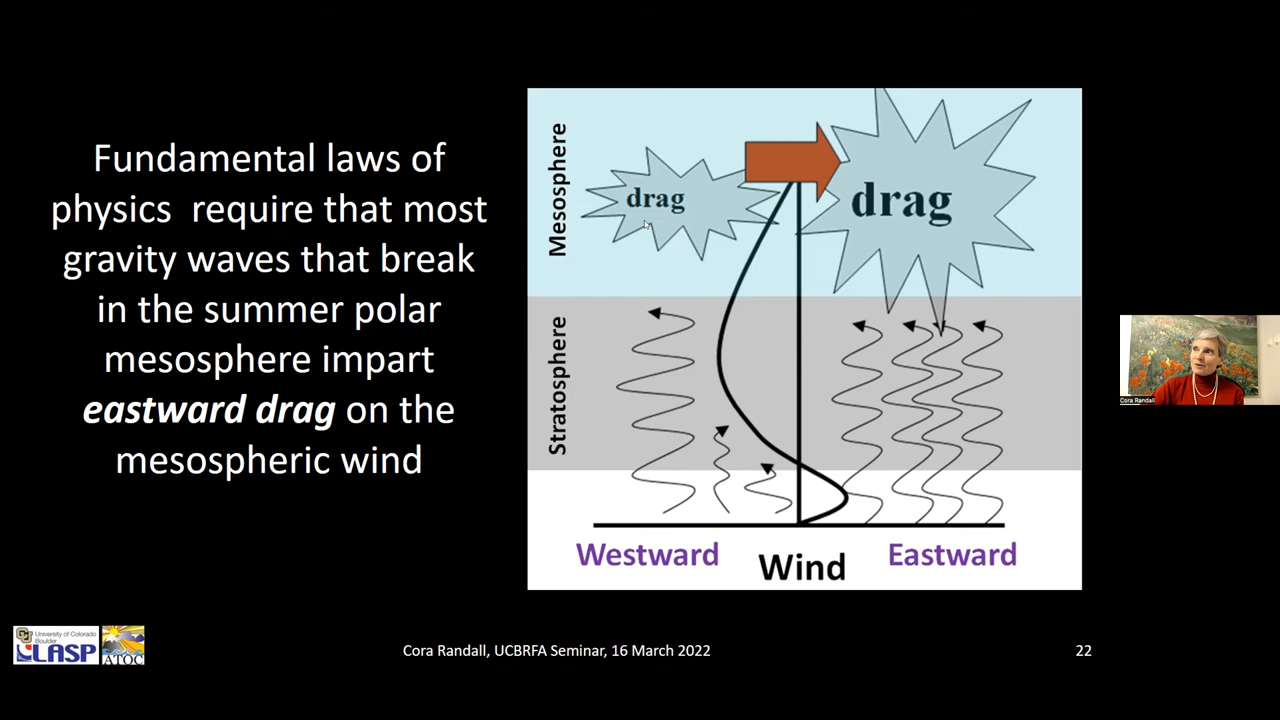 Fundamental laws of
physics require that most
gravity waves that break
in the summer polar
mesosphere impart
eastward drag on the
mesospheric wind
Mesosphere
drag
drag
Stratosphere
Westward
Wind
Eastward
Cora Randall
University of Colorado
Boulder
LASP
ATOC
Cora Randall, UCBRFA Seminar, 16 March 2022
22